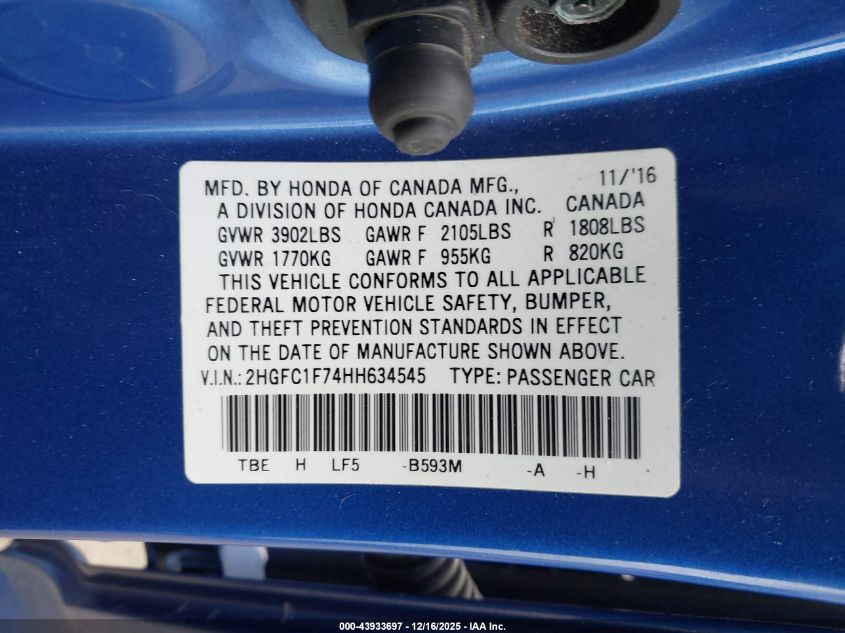 MFD. BY HONDA OF CANADA MFG., 11/'16
A DIVISION OF HONDA CANADA INC. CANADA
GVWR 3902LBS GAWR F 2105LBS R 1808LBS
GVWR 1770KG GAWR F 955KG R 820KG
THIS VEHICLE CONFORMS TO ALL APPLICABLE
FEDERAL MOTOR VEHICLE SAFETY, BUMPER,
AND THEFT PREVENTION STANDARDS IN EFFECT
ON THE DATE OF MANUFACTURE SHOWN ABOVE.
V.I.N.: 2HGFC1F74HH634545 TYPE: PASSENGER CAR
TBE H LF5 -B593M -A -H
000-43933697 - 12/16/2025 - IAA Inc.